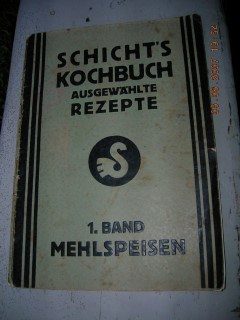 SCHICHT'S
KOCHBUCH
AUSGEWÄHLTE
REZEPTE
1. BAND
MEHLSPEISEN